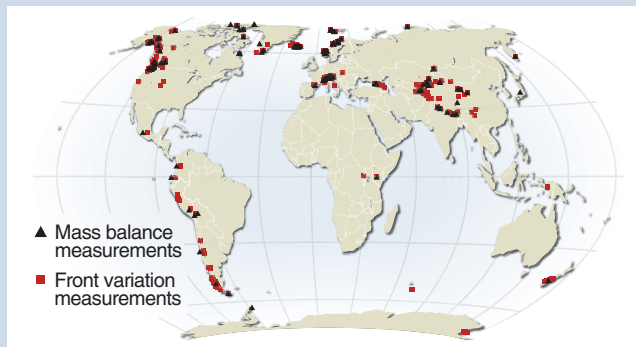 Mass balance
measurements
Front variation
measurements